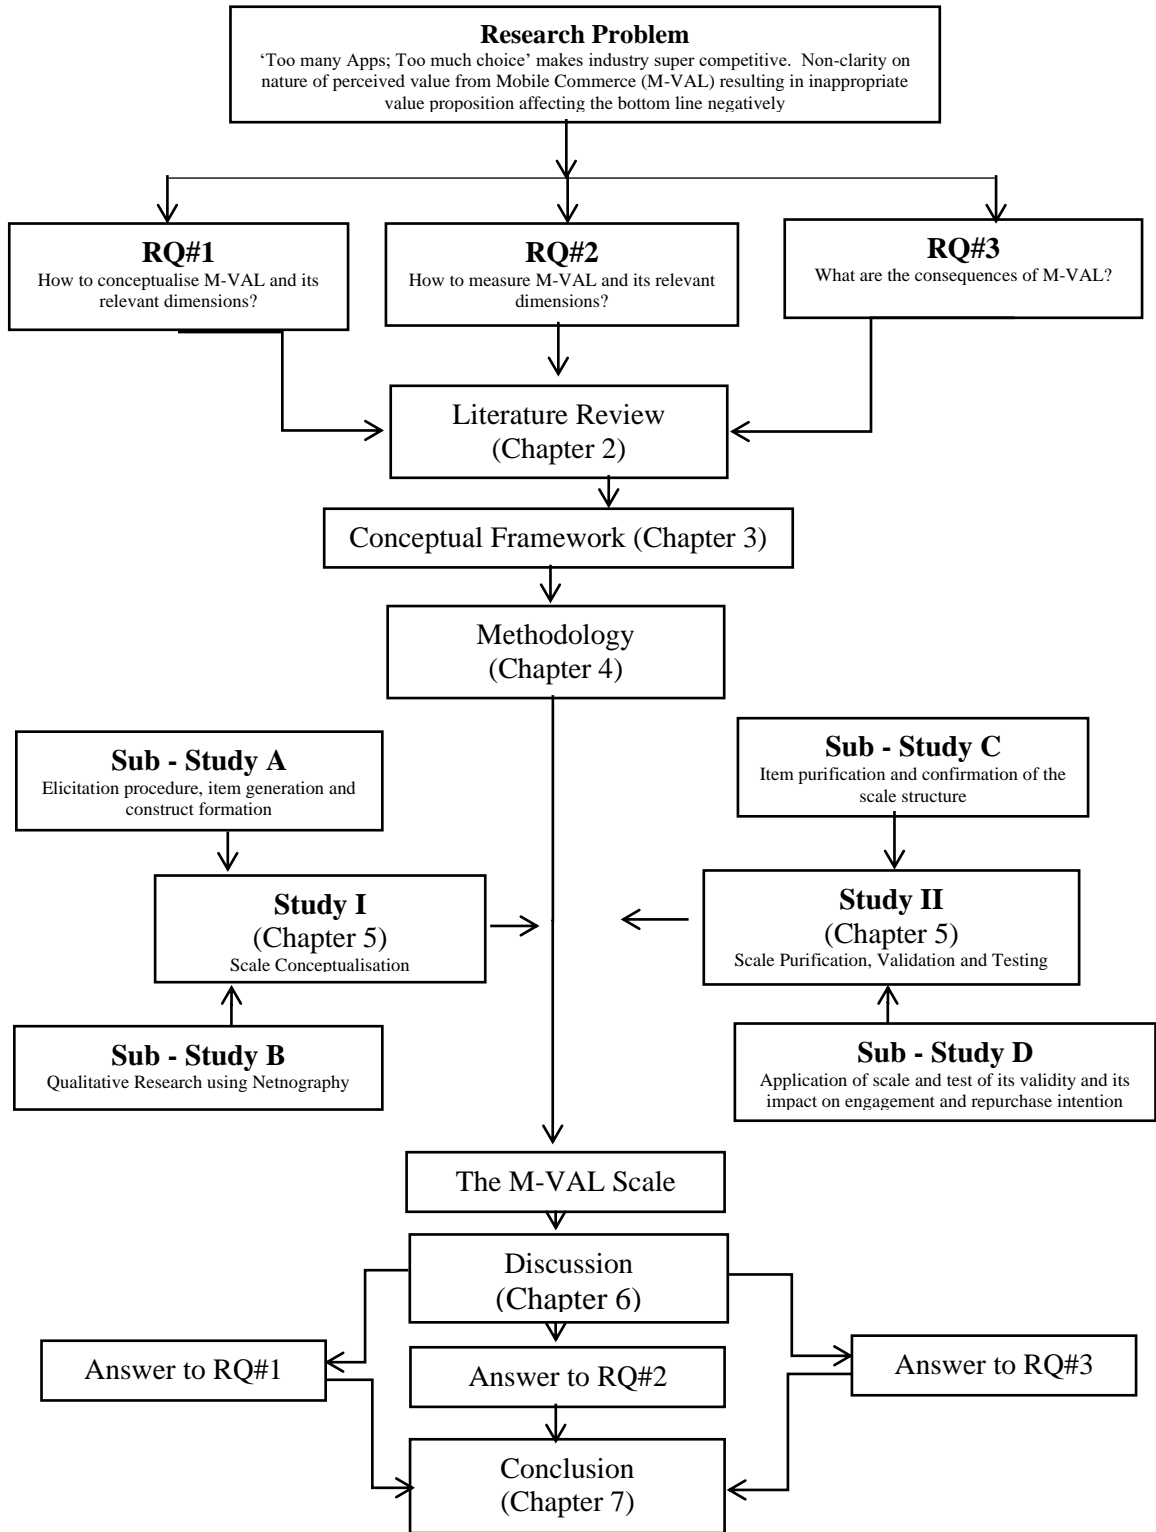 Research Problem
‘Too many Apps; Too much choice’ makes industry super competitive.  Non-clarity on
nature of perceived value from Mobile Commerce (M-VAL) resulting in inappropriate
value proposition affecting the bottom line negatively
RQ#1
How to conceptualise M-VAL and its
relevant dimensions?
RQ#2
How to measure M-VAL and its relevant
dimensions?
RQ#3
What are the consequences of M-VAL?
Literature Review
(Chapter 2)
Conceptual Framework (Chapter 3)
Methodology
(Chapter 4)
Sub - Study A
Elicitation procedure, item generation and
construct formation
Sub - Study C
Item purification and confirmation of the
scale structure
Study I
(Chapter 5)
Scale Conceptualisation
Study II
(Chapter 5)
Scale Purification, Validation and Testing
Sub - Study B
Qualitative Research using Netnography
Sub - Study D
Application of scale and test of its validity and its
impact on engagement and repurchase intention
The M-VAL Scale
Discussion
(Chapter 6)
Answer to RQ#1
Answer to RQ#2
Answer to RQ#3
Conclusion
(Chapter 7)